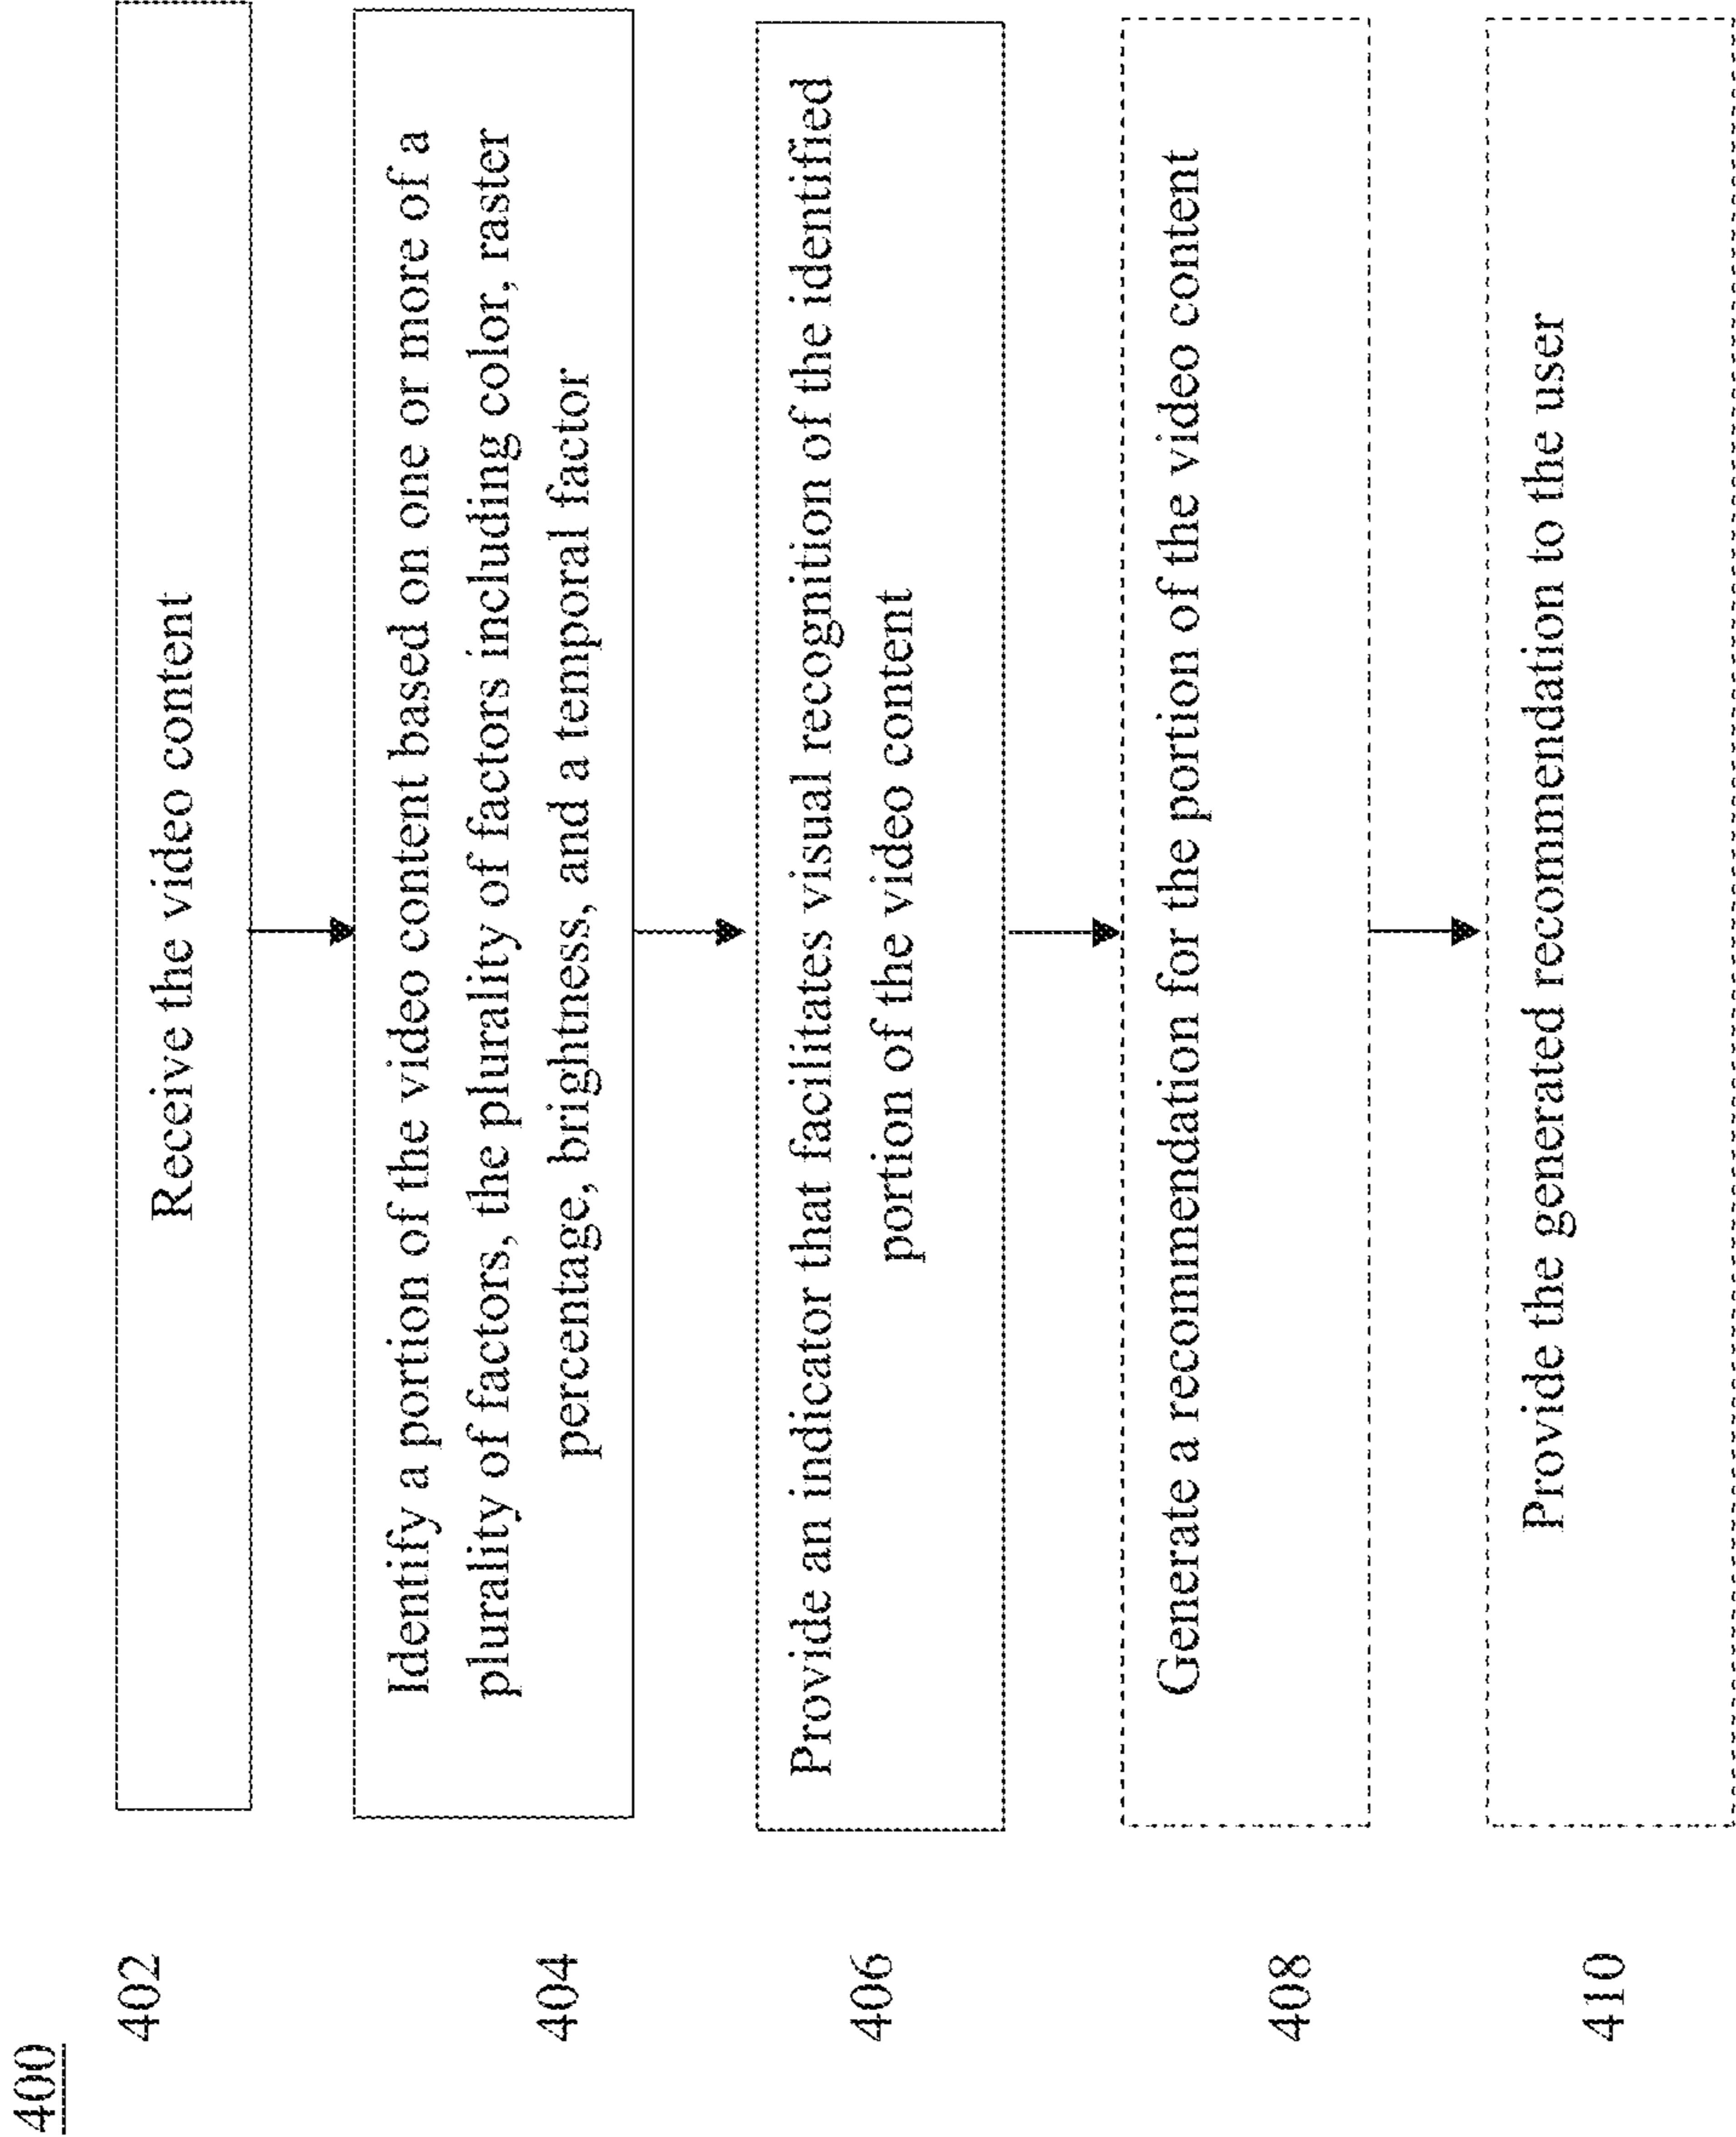 400
402
Receive the video content
404
Identify a portion of the video content based on one or more of a
plurality of factors, the plurality of factors including color, raster
percentage, brightness, and a temporal factor
406
Provide an indicator that facilitates visual recognition of the identified
portion of the video content
408
Generate a recommendation for the portion of the video content
410
Provide the generated recommendation to the user